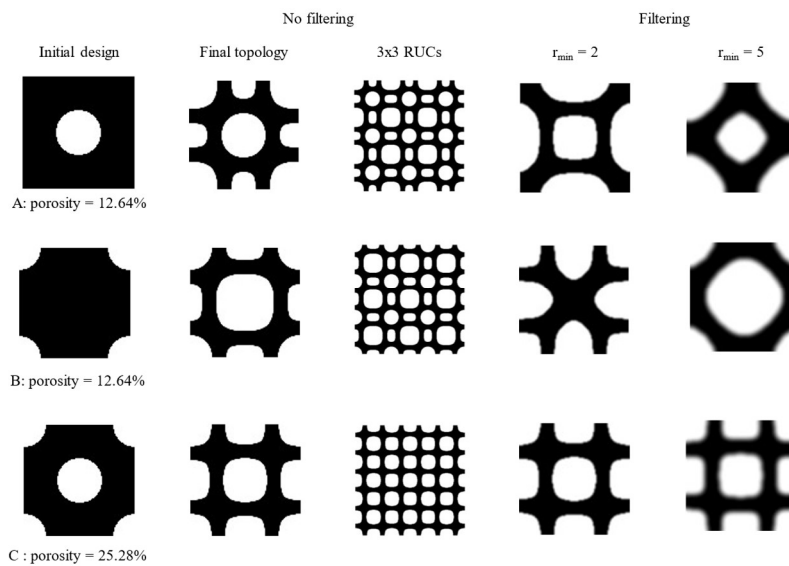 No filtering
Filtering
Initial design
Final topology
3x3 RUCs
rmin = 2
rmin = 5
A: porosity = 12.64%
B: porosity = 12.64%
C : porosity = 25.28%